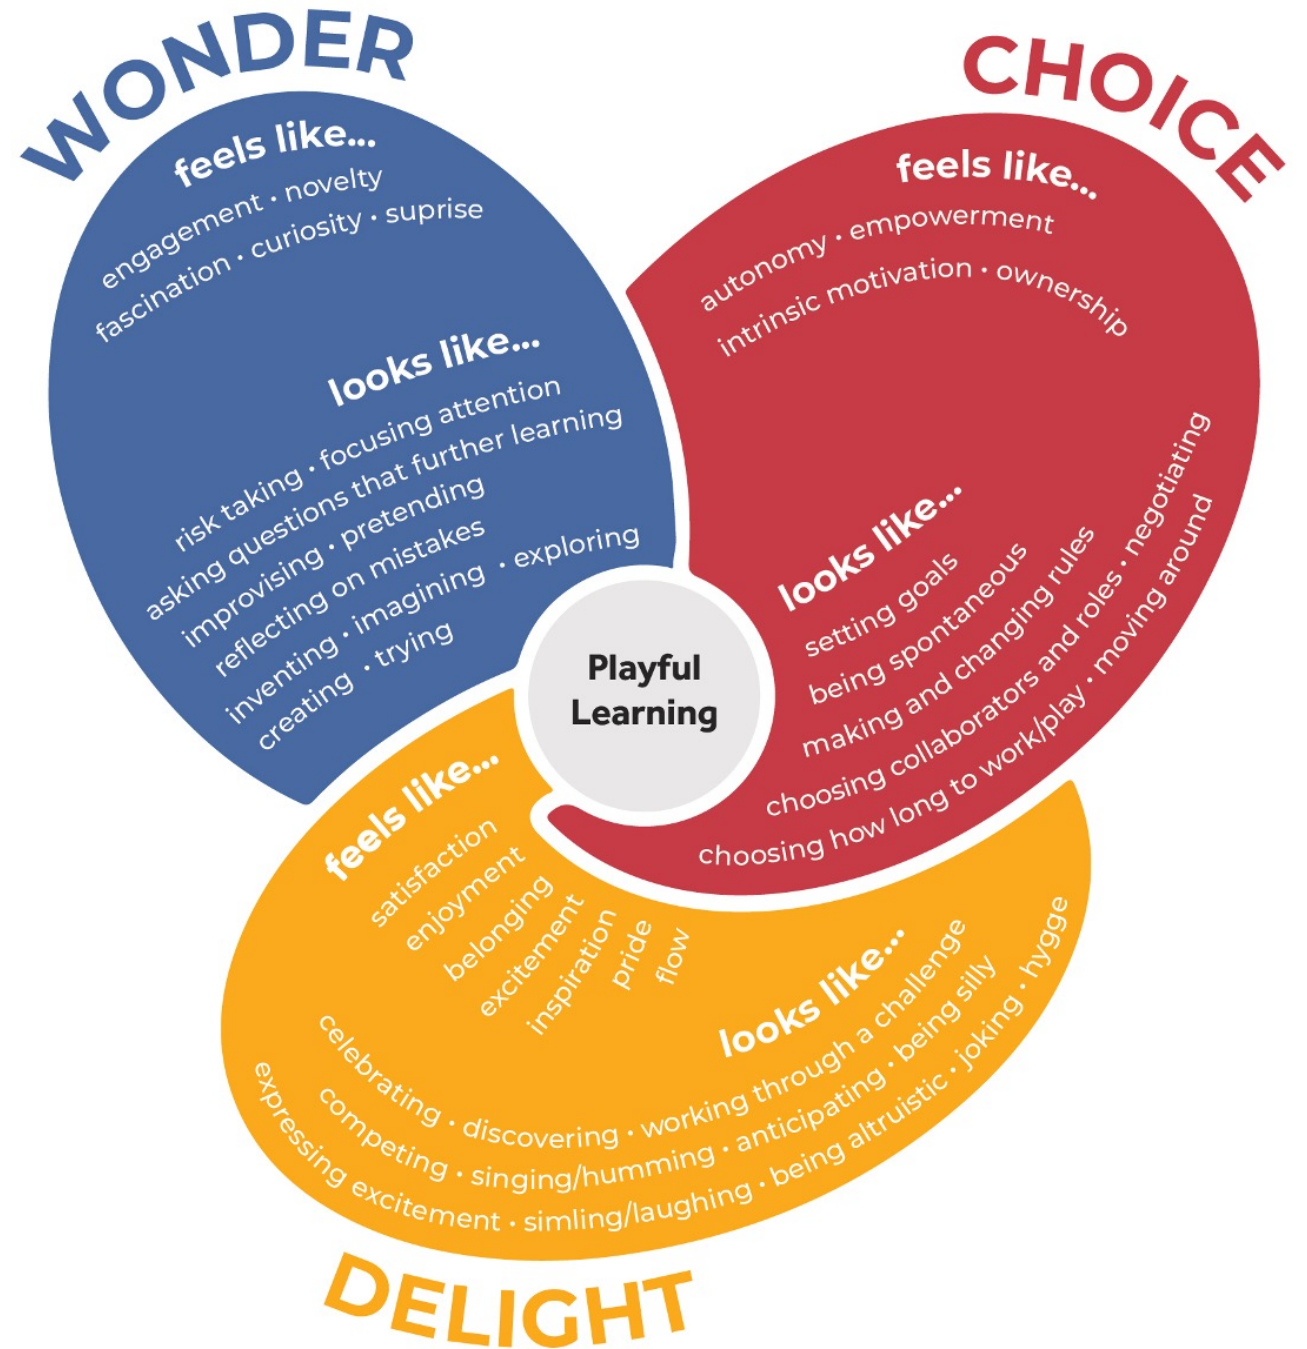 WONDER
feels like...
engagement • novelty
fascination • curiosity • suprise
looks like...
risk taking • focusing attention
asking questions that further learning
improvising • pretending
reflecting on mistakes
inventing • imagining • exploring
creating • trying
CHOICE
feels like...
autonomy • empowerment
intrinsic motivation • ownership
looks like...
setting goals
being spontaneous
making and changing rules
choosing collaborators and roles • negotiating
choosing how long to work/play • moving around
Playful
Learning
feels like...
satisfaction
enjoyment
belonging
excitement
inspiration
pride
flow
looks like...
celebrating • discovering • working through a challenge
competing • singing/humming • anticipating • being silly
expressing excitement • simling/laughing • being altruistic • joking • hygge
DELIGHT